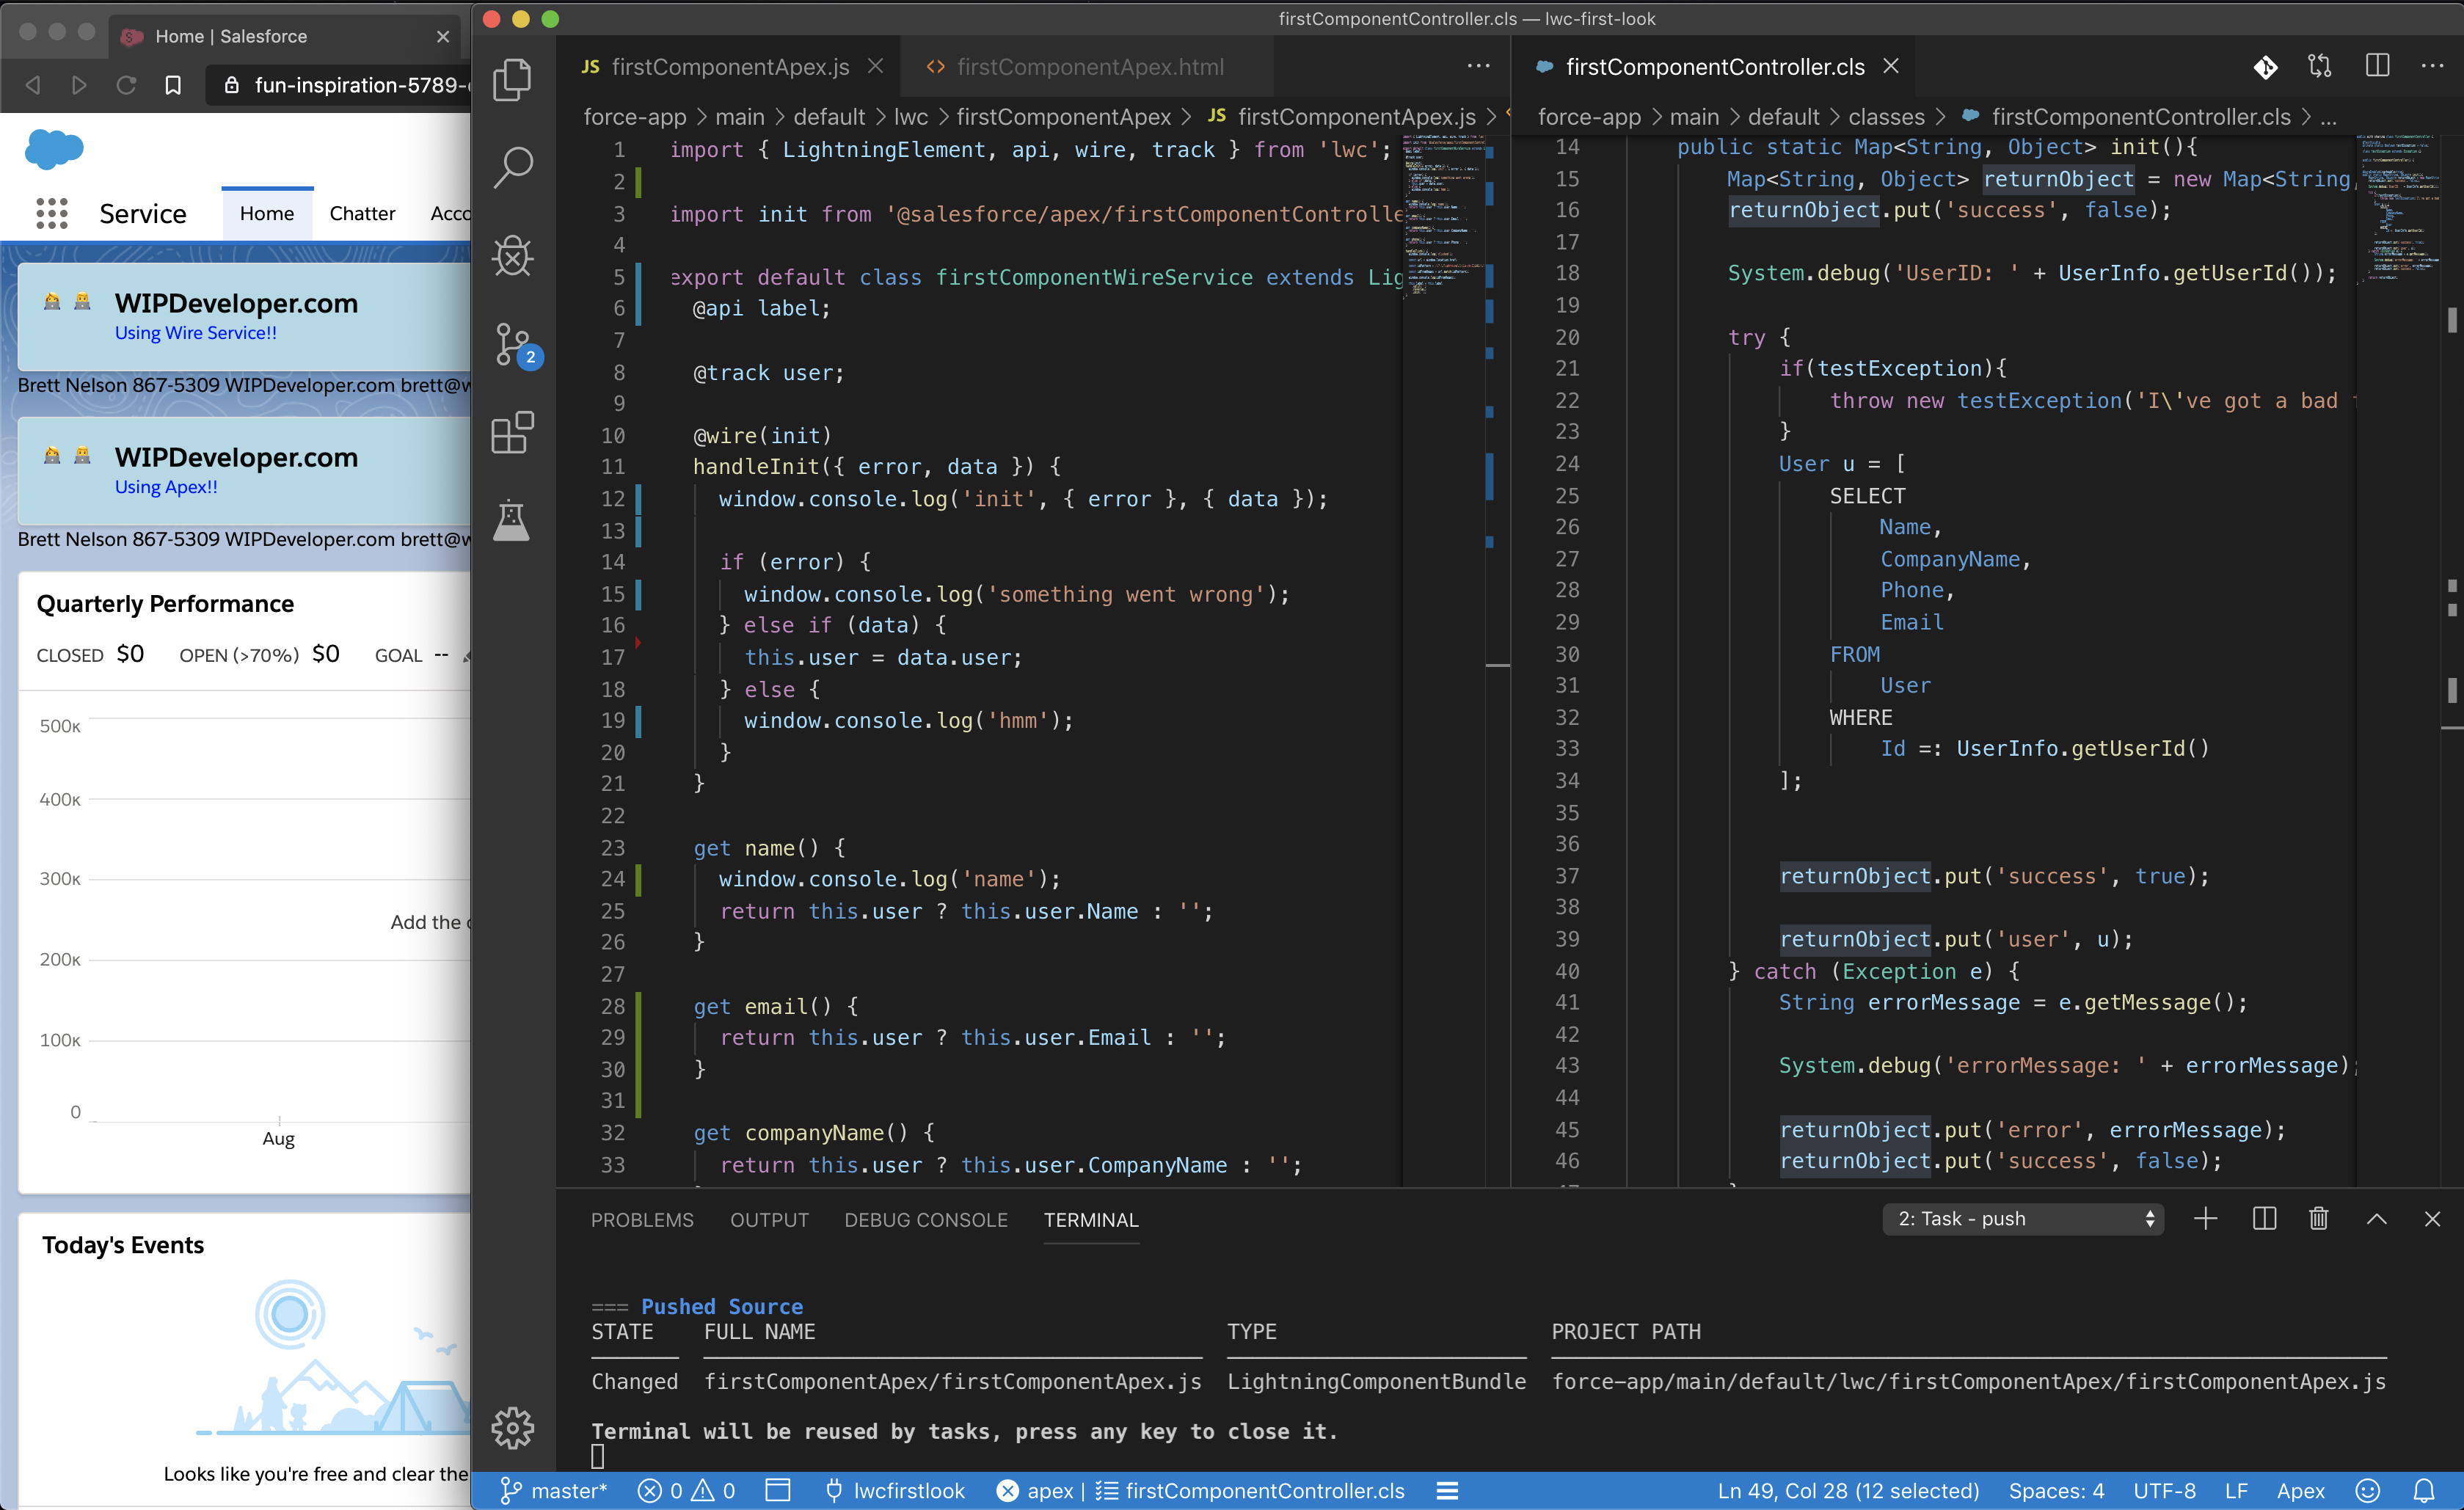 Home | Salesforce
fun-inspiration-5789-
Service
Home
Chatter
Acco
WIPDeveloper.com
Using Wire Service!!
Brett Nelson 867-5309 WIPDeveloper.com brett@w
WIPDeveloper.com
Using Apex!!
Brett Nelson 867-5309 WIPDeveloper.com brett@w
Quarterly Performance
CLOSED $0 OPEN (>70%) $0 GOAL --
500K
400K
300K
Add the
200K
100K
0
Aug
Today's Events
Looks like you're free and clear the
firstComponentController.cls — lwc-first-look
JS firstComponentApex.js
<> firstComponentApex.html
2
force-app > main > default > lwc > firstComponentApex > JS firstComponentApex.js >
1 import { LightningElement, api, wire, track } from 'lwc';
2
3 import init from '@salesforce/apex/firstComponentControlle
4
5 export default class firstComponentWireService extends Lig
6 @api label;
7
8 @track user;
9
10 @wire(init)
11 handleInit({ error, data }) {
12 window.console.log('init', { error }, { data });
13
14 if (error) {
15 window.console.log('something went wrong');
16 } else if (data) {
17 this.user = data.user;
18 } else {
19 window.console.log('hmm');
20 }
21 }
22
23 get name() {
24 window.console.log('name');
25 return this.user ? this.user.Name : '';
26 }
27
28 get email() {
29 return this.user ? this.user.Email : '';
30 }
31
32 get companyName() {
33 return this.user ? this.user.CompanyName : '';
firstComponentController.cls
force-app > main > default > classes > firstComponentController.cls > ...
14 public static Map<String, Object> init(){
15 Map<String, Object> returnObject = new Map<String,
16 returnObject.put('success', false);
17
18 System.debug('UserID: ' + UserInfo.getUserId());
19
20 try {
21 if(testException){
22 throw new testException('I\'ve got a bad
23 }
24 User u = [
25 SELECT
26 Name,
27 CompanyName,
28 Phone,
29 Email
30 FROM
31 User
32 WHERE
33 Id =: UserInfo.getUserId()
34 ];
35
36
37 returnObject.put('success', true);
38
39 returnObject.put('user', u);
40 } catch (Exception e) {
41 String errorMessage = e.getMessage();
42
43 System.debug('errorMessage: ' + errorMessage);
44
45 returnObject.put('error', errorMessage);
46 returnObject.put('success', false);
PROBLEMS OUTPUT DEBUG CONSOLE TERMINAL
2: Task - push
=== Pushed Source
STATE FULL NAME TYPE PROJECT PATH
Changed firstComponentApex/firstComponentApex.js LightningComponentBundle force-app/main/default/lwc/firstComponentApex/firstComponentApex.js
Terminal will be reused by tasks, press any key to close it.
master* 0 0 lwcfirstlook apex | firstComponentController.cls Ln 49, Col 28 (12 selected) Spaces: 4 UTF-8 LF Apex